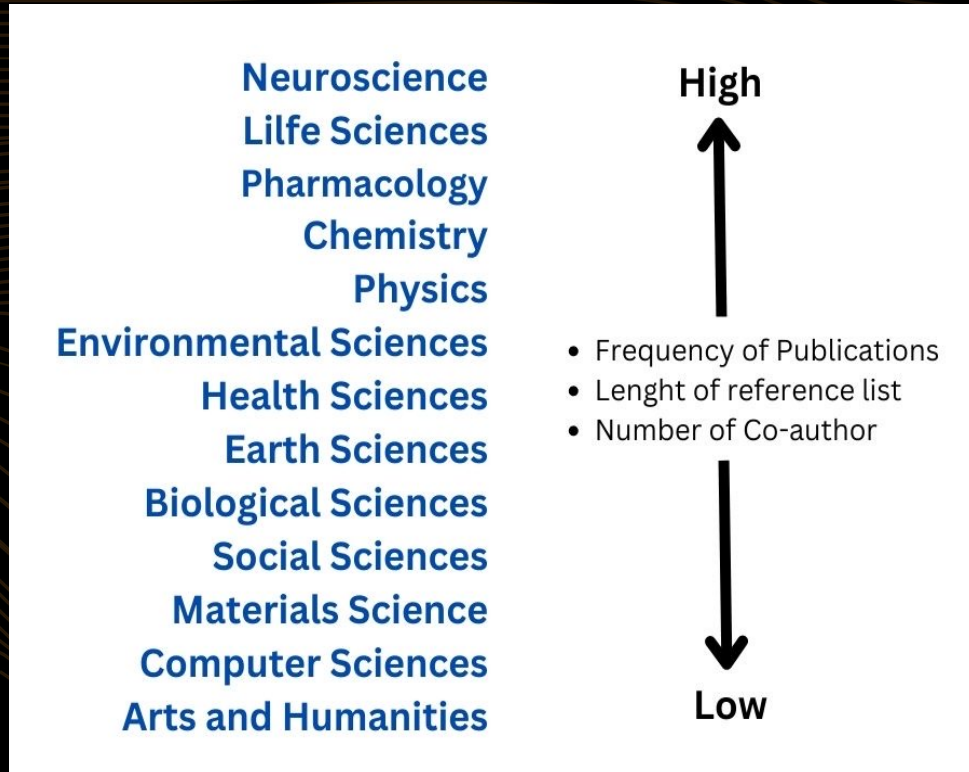 Neuroscience
Lilfe Sciences
Pharmacology
Chemistry
Physics
Environmental Sciences
Health Sciences
Earth Sciences
Biological Sciences
Social Sciences
Materials Science
Computer Sciences
Arts and Humanities
High
• Frequency of Publications
• Lenght of reference list
• Number of Co-author
Low